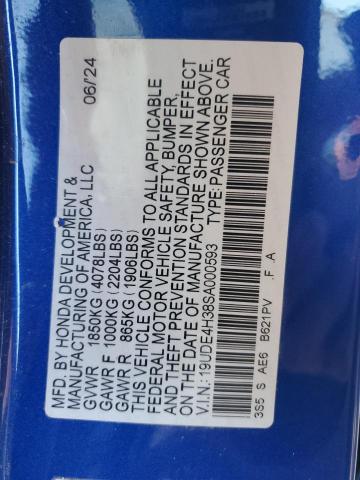 MFD. BY HONDA DEVELOPMENT & 06/'24
MANUFACTURING OF AMERICA, LLC
GVWR 1850KG (4078LBS)
GAWR F 1000KG (2204LBS)
GAWR R 865KG (1906LBS)
THIS VEHICLE CONFORMS TO ALL APPLICABLE
FEDERAL MOTOR VEHICLE SAFETY, BUMPER,
AND THEFT PREVENTION STANDARDS IN EFFECT
ON THE DATE OF MANUFACTURE SHOWN ABOVE.
V.I.N.: 19UDE4H38SA000593 TYPE: PASSENGER CAR
3S5 S AE6 B621PV .F .A